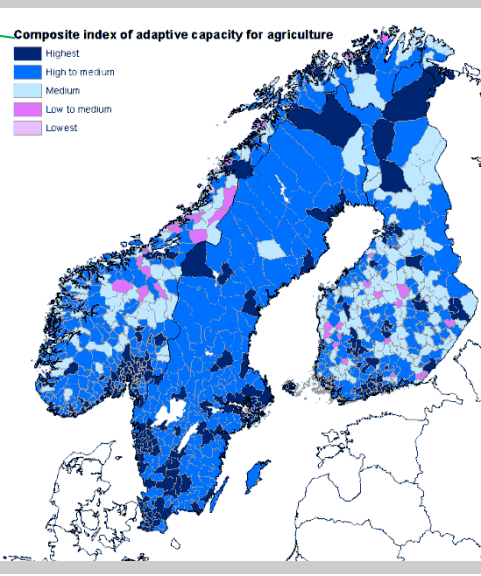 Composite index of adaptive capacity for agriculture
Highest
High to medium
Medium
Low to medium
Lowest